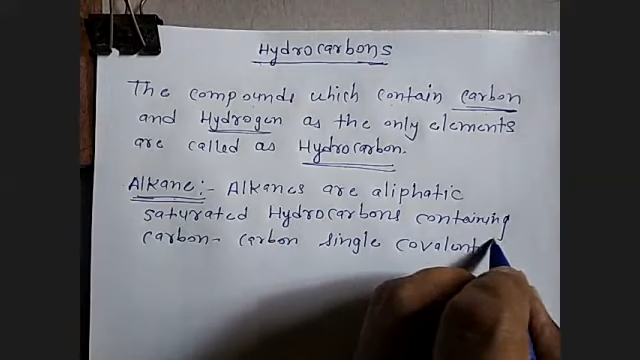 Hydrocarbons
The compounds which contain carbon
and Hydrogen as the only elements
are called as Hydrocarbon.
Alkane:- Alkanes are aliphatic
saturated Hydrocarbons containing
carbon- carbon single covalent